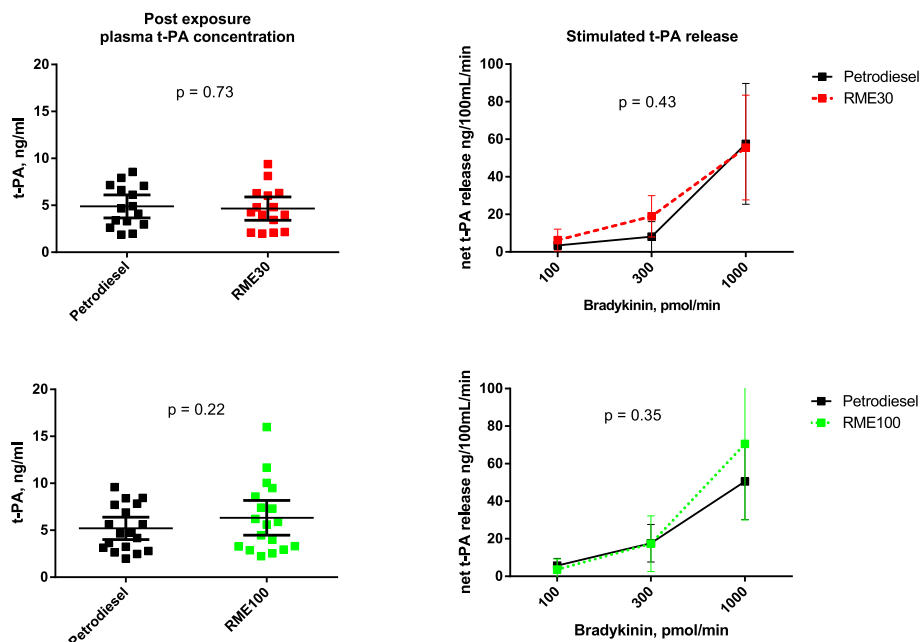 Post exposure
plasma t-PA concentration
20
15
10
5
0
t-PA, ng/ml
p = 0.73
Petrodiesel
RME30
Stimulated t-PA release
100
80
60
40
20
0
net t-PA release ng/100mL/min
p = 0.43
100
300
1000
Bradykinin, pmol/min
Petrodiesel
RME30
20
15
10
5
0
t-PA, ng/ml
p = 0.22
Petrodiesel
RME100
100
80
60
40
20
0
net t-PA release ng/100mL/min
p = 0.35
100
300
1000
Bradykinin, pmol/min
Petrodiesel
RME100